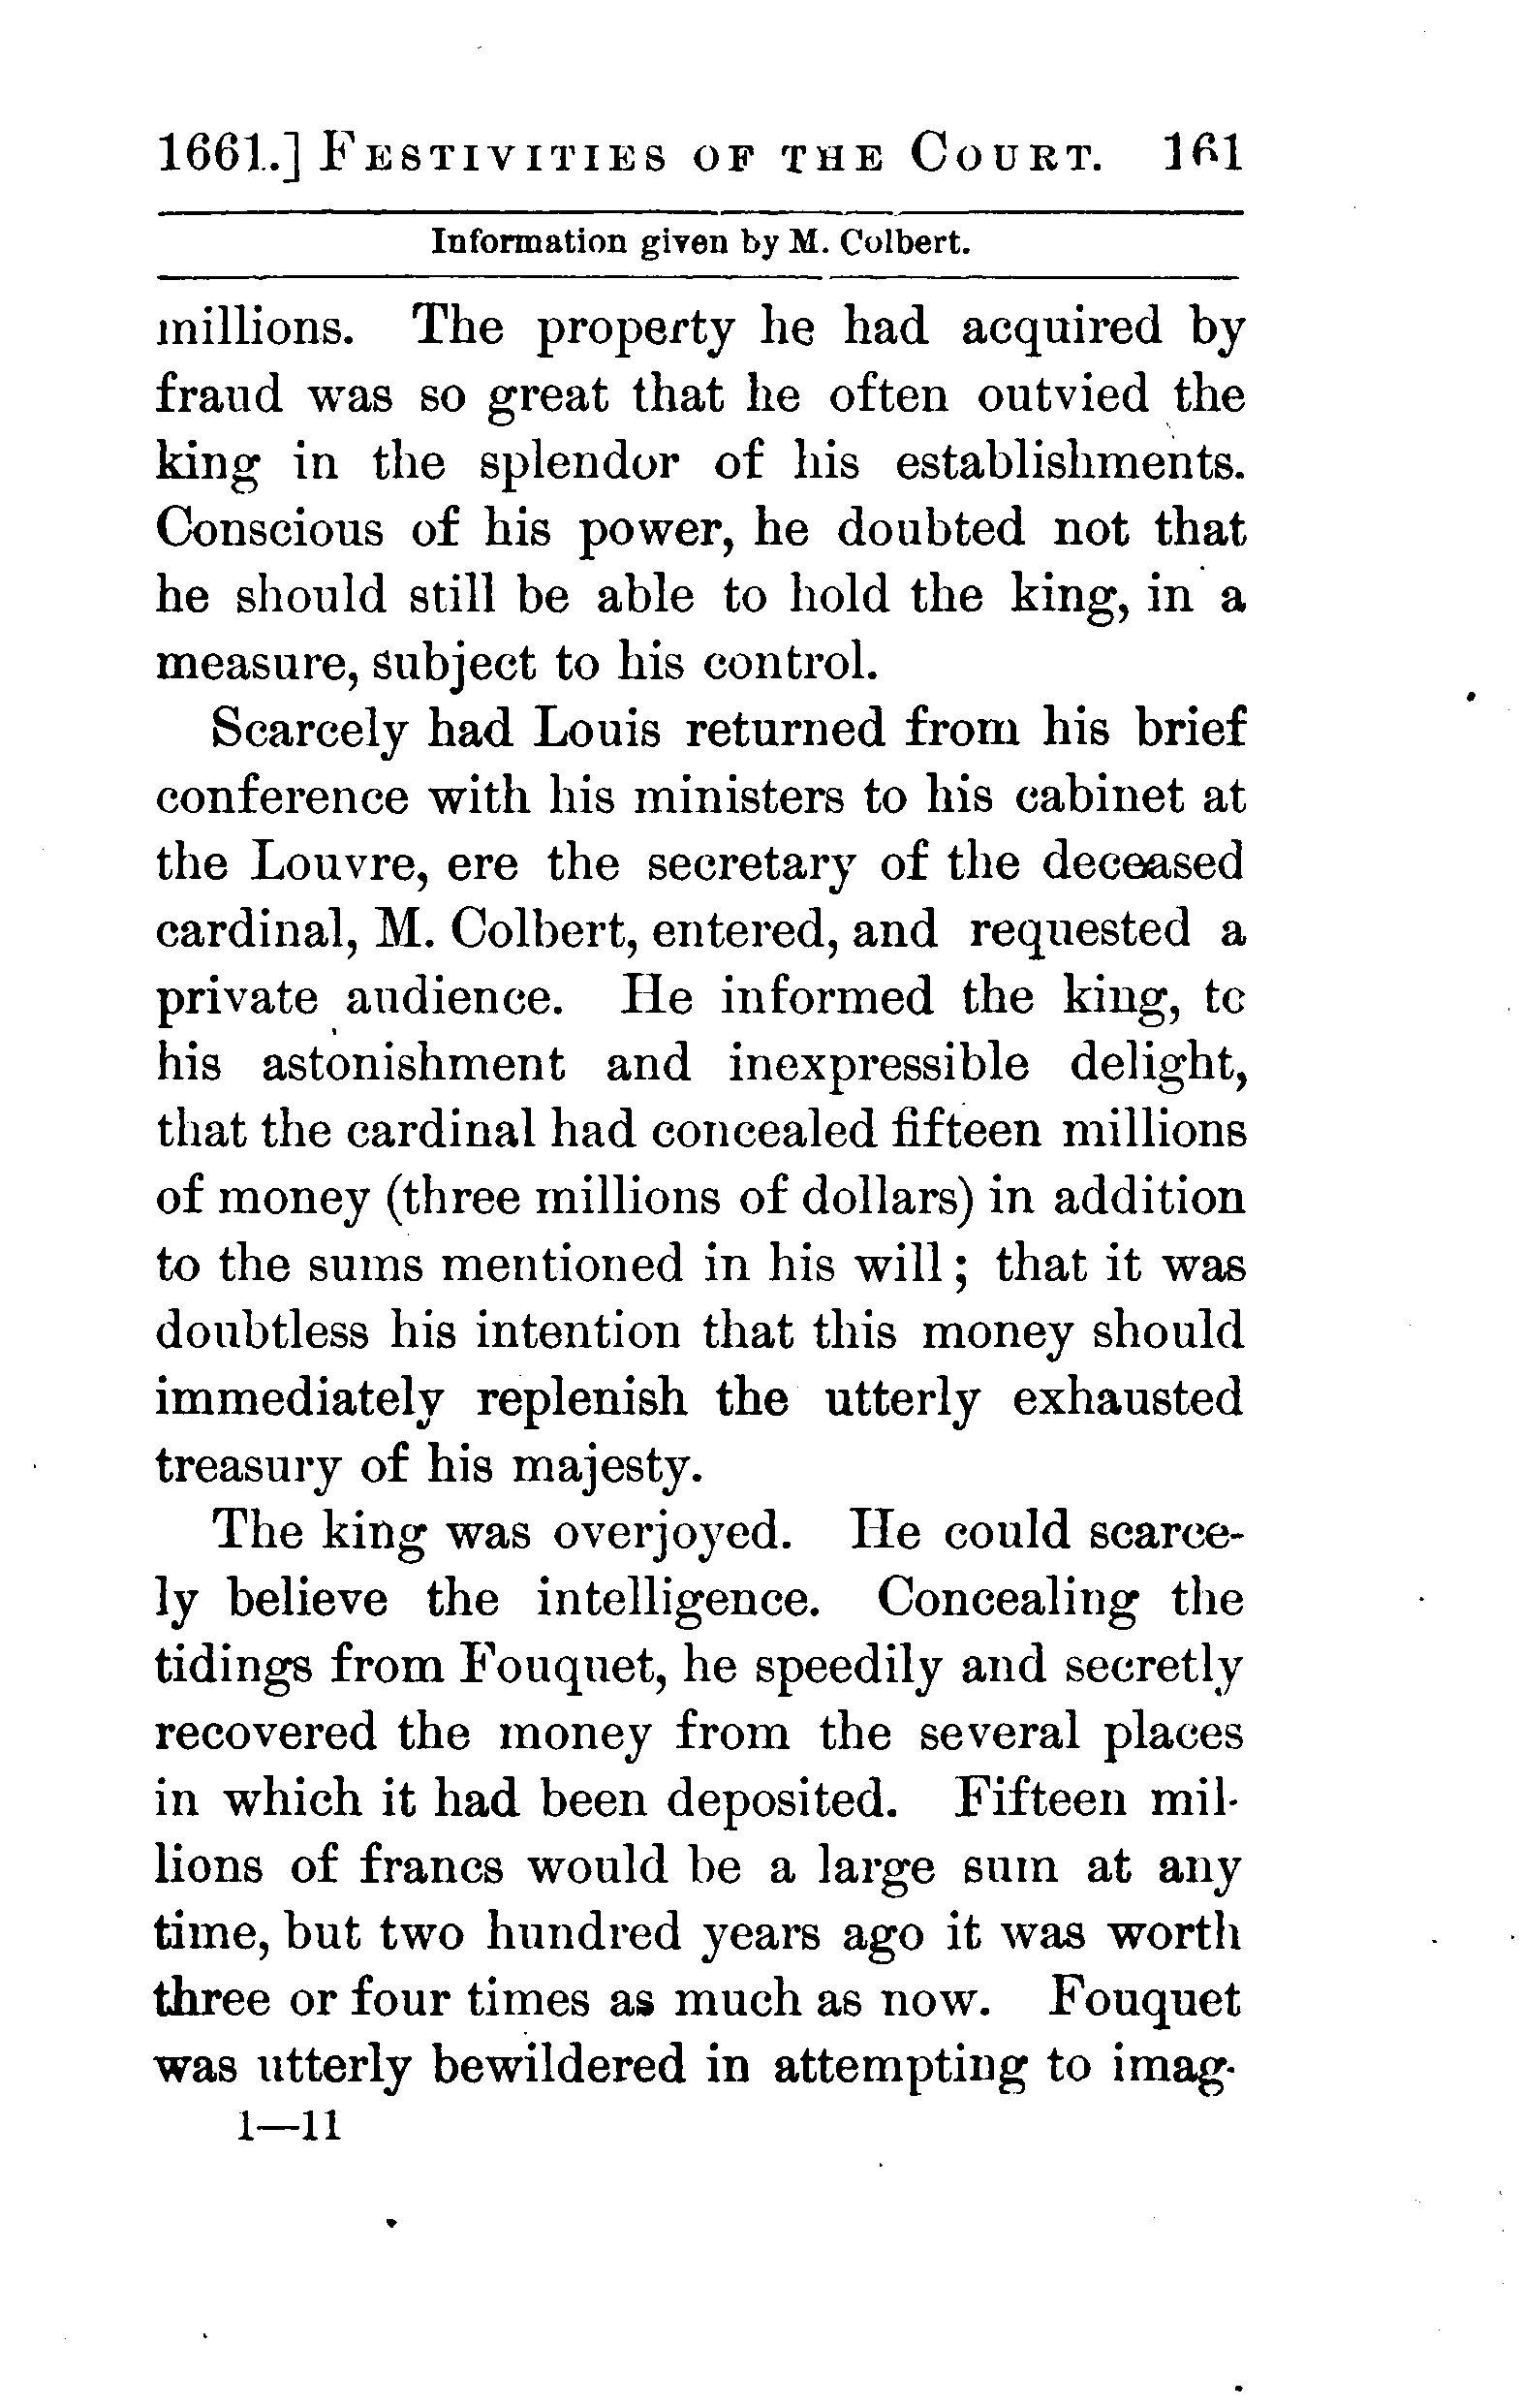 1661.] FESTIVITIES OF THE COURT. 161
Information given by M. Colbert.
millions. The property he had acquired by
fraud was so great that he often outvied the
king in the splendor of his establishments.
Conscious of his power, he doubted not that
he should still be able to hold the king, in a
measure, subject to his control.
Scarcely had Louis returned from his brief
conference with his ministers to his cabinet at
the Louvre, ere the secretary of the deceased
cardinal, M. Colbert, entered, and requested a
private audience. He informed the king, to
his astonishment and inexpressible delight,
that the cardinal had concealed fifteen millions
of money (three millions of dollars) in addition
to the sums mentioned in his will; that it was
doubtless his intention that this money should
immediately replenish the utterly exhausted
treasury of his majesty.
The king was overjoyed. He could scarce-
ly believe the intelligence. Concealing the
tidings from Fouquet, he speedily and secretly
recovered the money from the several places
in which it had been deposited. Fifteen mil-
lions of francs would be a large sum at any
time, but two hundred years ago it was worth
three or four times as much as now. Fouquet
was utterly bewildered in attempting to imag-
1—11